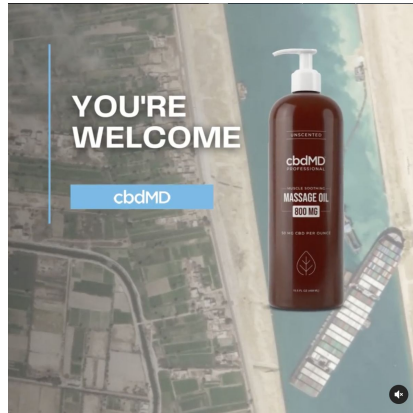 YOU'RE
WELCOME
cbdMD
UNSCENTED
cbdMD
PROFESSIONAL
MUSCLE SOOTHING
MASSAGE OIL
800 MG